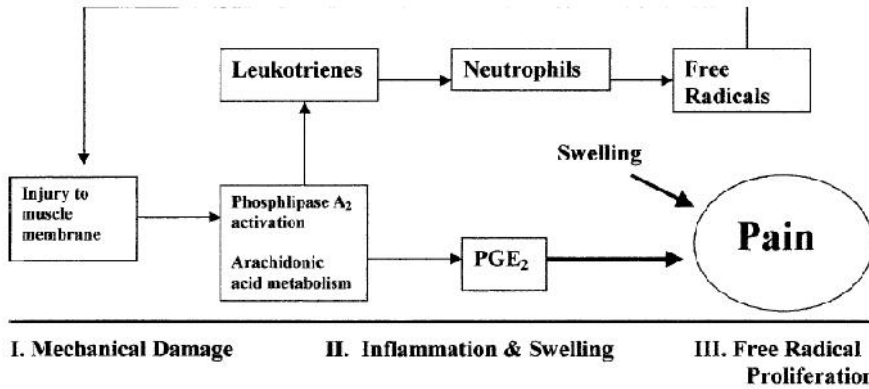 Leukotrienes
Neutrophils
Free
Radicals
Swelling
Injury to
muscle
membrane
Phosphlipase A₂
activation
Arachidonic
acid metabolism
PGE₂
Pain
I. Mechanical Damage
II. Inflammation & Swelling
III. Free Radical
Proliferation